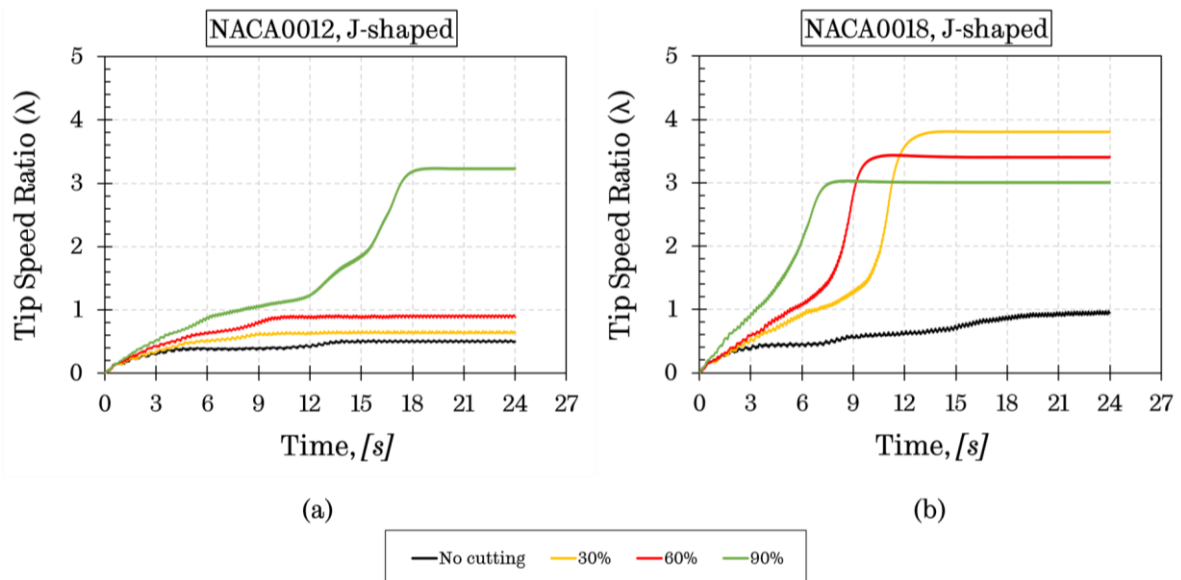 NACA0012, J-shaped
5
4
3
2
1
0
0 3 6 9 12 15 18 21 24 27
Tip Speed Ratio (λ)
Time, [s]
(a)
NACA0018, J-shaped
5
4
3
2
1
0
0 3 6 9 12 15 18 21 24 27
Tip Speed Ratio (λ)
Time, [s]
(b)
No cutting 30% 60% 90%